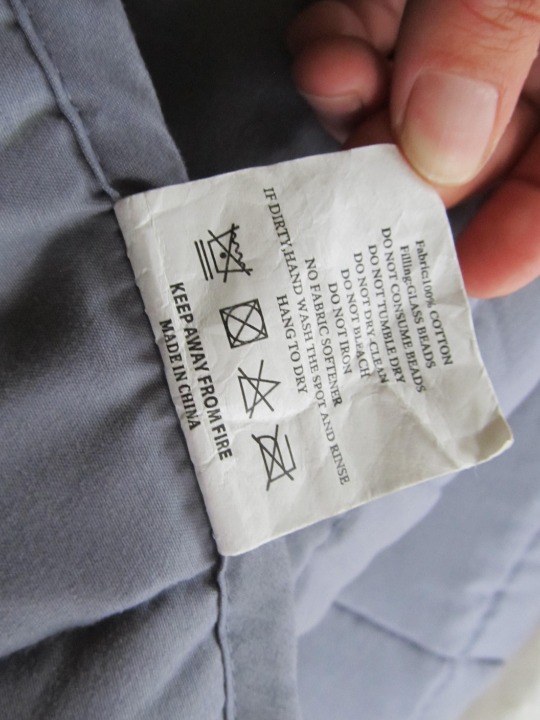 Fabric:100% COTTON
Filling:GLASS BEADS
DO NOT CONSUME BEADS
DO NOT TUMBLE DRY
DO NOT DRY-CLEAN
DO NOT BLEACH
DO NOT IRON
NO FABRIC SOFTENER
IF DIRTY,HAND WASH THE SPOT AND RINSE
HANG TO DRY
KEEP AWAY FROM FIRE
MADE IN CHINA